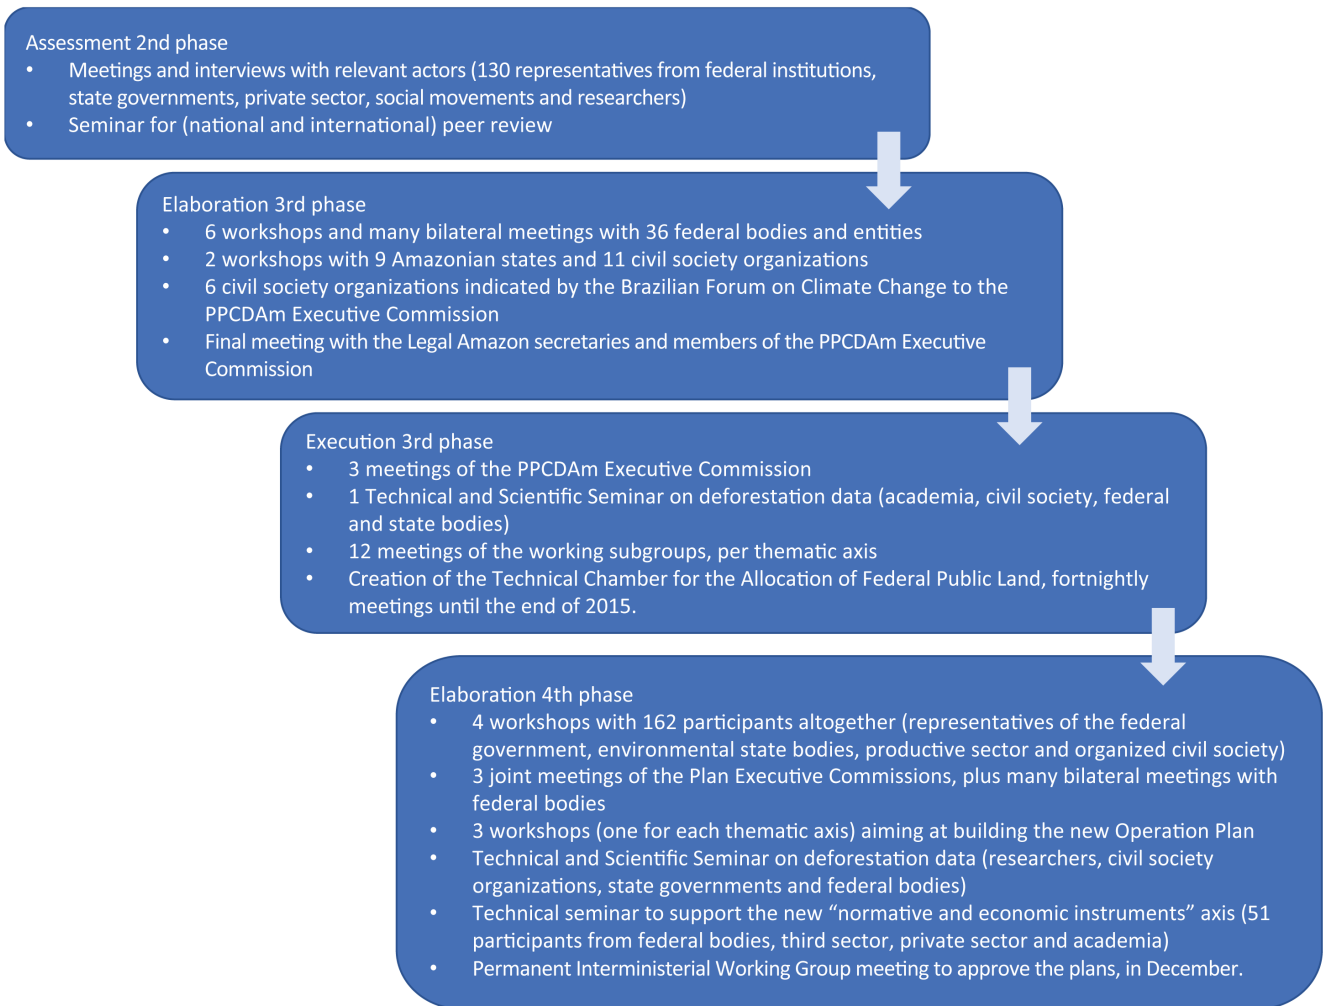 Assessment 2nd phase
• Meetings and interviews with relevant actors (130 representatives from federal institutions,
state governments, private sector, social movements and researchers)
• Seminar for (national and international) peer review
Elaboration 3rd phase
• 6 workshops and many bilateral meetings with 36 federal bodies and entities
• 2 workshops with 9 Amazonian states and 11 civil society organizations
• 6 civil society organizations indicated by the Brazilian Forum on Climate Change to the
PPCDAm Executive Commission
• Final meeting with the Legal Amazon secretaries and members of the PPCDAm Executive
Commission
Execution 3rd phase
• 3 meetings of the PPCDAm Executive Commission
• 1 Technical and Scientific Seminar on deforestation data (academia, civil society, federal
and state bodies)
• 12 meetings of the working subgroups, per thematic axis
• Creation of the Technical Chamber for the Allocation of Federal Public Land, fortnightly
meetings until the end of 2015.
Elaboration 4th phase
• 4 workshops with 162 participants altogether (representatives of the federal
government, environmental state bodies, productive sector and organized civil society)
• 3 joint meetings of the Plan Executive Commissions, plus many bilateral meetings with
federal bodies
• 3 workshops (one for each thematic axis) aiming at building the new Operation Plan
• Technical and Scientific Seminar on deforestation data (researchers, civil society
organizations, state governments and federal bodies)
• Technical seminar to support the new “normative and economic instruments” axis (51
participants from federal bodies, third sector, private sector and academia)
• Permanent Interministerial Working Group meeting to approve the plans, in December.